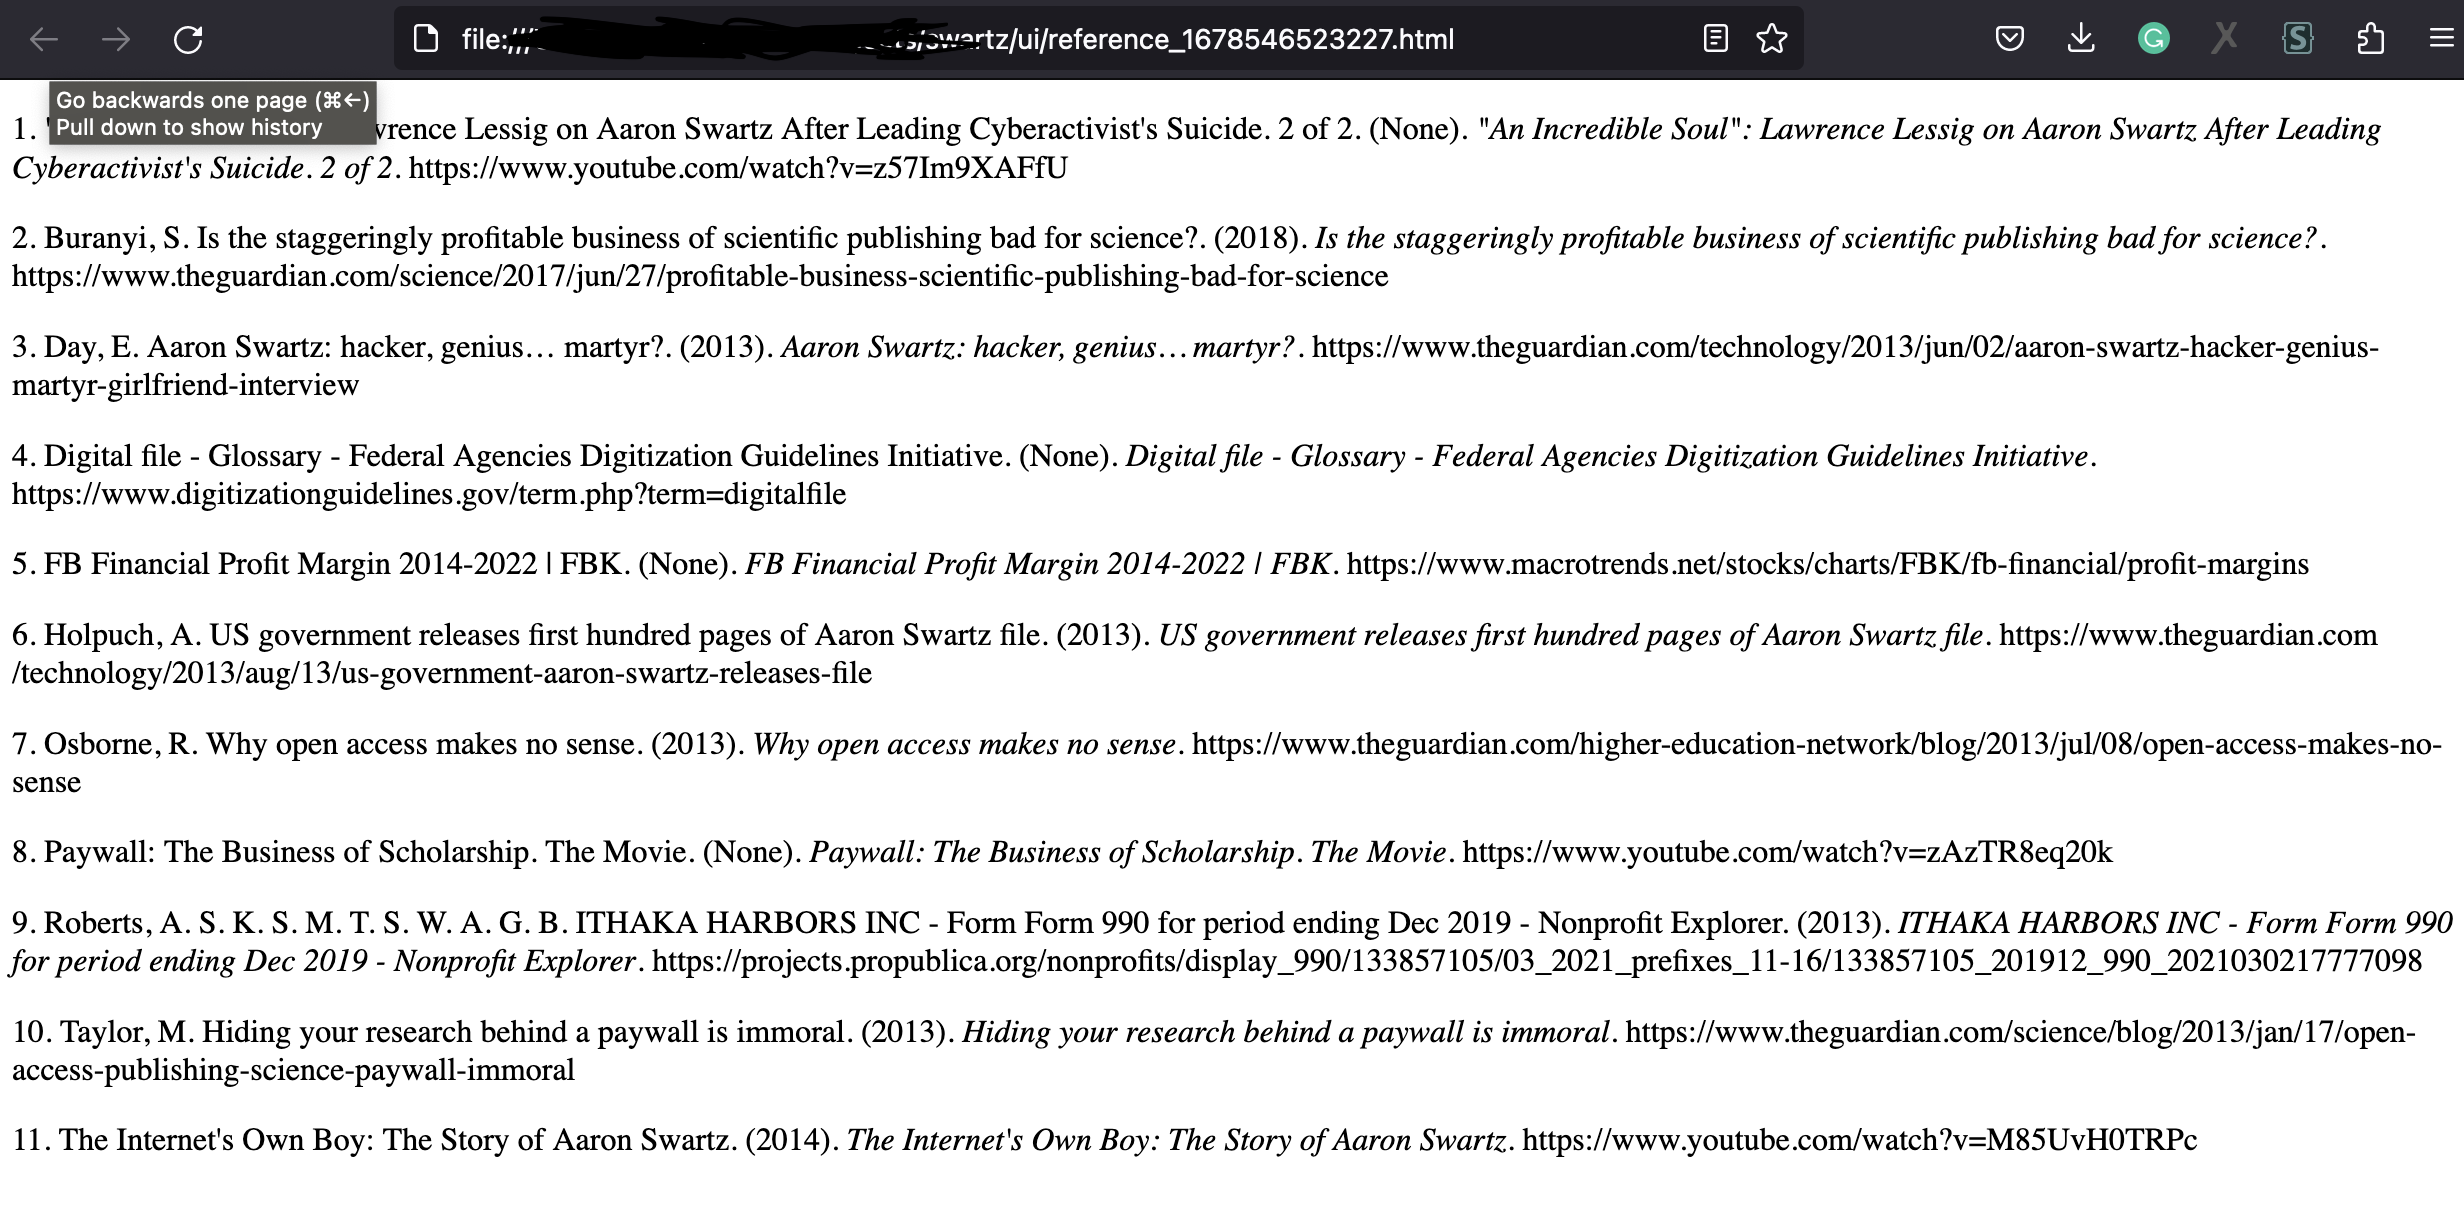 file:/// swartz/ui/reference_1678546523227.html
Go backwards one page (⌘←)
Pull down to show history
1. "  wrence Lessig on Aaron Swartz After Leading Cyberactivist's Suicide. 2 of 2. (None). "An Incredible Soul": Lawrence Lessig on Aaron Swartz After Leading
Cyberactivist's Suicide. 2 of 2. https://www.youtube.com/watch?v=z57Im9XAFfU
2. Buranyi, S. Is the staggeringly profitable business of scientific publishing bad for science?. (2018). Is the staggeringly profitable business of scientific publishing bad for science?.
https://www.theguardian.com/science/2017/jun/27/profitable-business-scientific-publishing-bad-for-science
3. Day, E. Aaron Swartz: hacker, genius… martyr?. (2013). Aaron Swartz: hacker, genius… martyr?. https://www.theguardian.com/technology/2013/jun/02/aaron-swartz-hacker-genius-
martyr-girlfriend-interview
4. Digital file - Glossary - Federal Agencies Digitization Guidelines Initiative. (None). Digital file - Glossary - Federal Agencies Digitization Guidelines Initiative.
https://www.digitizationguidelines.gov/term.php?term=digitalfile
5. FB Financial Profit Margin 2014-2022 | FBK. (None). FB Financial Profit Margin 2014-2022 | FBK. https://www.macrotrends.net/stocks/charts/FBK/fb-financial/profit-margins
6. Holpuch, A. US government releases first hundred pages of Aaron Swartz file. (2013). US government releases first hundred pages of Aaron Swartz file. https://www.theguardian.com
/technology/2013/aug/13/us-government-aaron-swartz-releases-file
7. Osborne, R. Why open access makes no sense. (2013). Why open access makes no sense. https://www.theguardian.com/higher-education-network/blog/2013/jul/08/open-access-makes-no-
sense
8. Paywall: The Business of Scholarship. The Movie. (None). Paywall: The Business of Scholarship. The Movie. https://www.youtube.com/watch?v=zAzTR8eq20k
9. Roberts, A. S. K. S. M. T. S. W. A. G. B. ITHAKA HARBORS INC - Form Form 990 for period ending Dec 2019 - Nonprofit Explorer. (2013). ITHAKA HARBORS INC - Form Form 990
for period ending Dec 2019 - Nonprofit Explorer. https://projects.propublica.org/nonprofits/display_990/133857105/03_2021_prefixes_11-16/133857105_201912_990_2021030217777098
10. Taylor, M. Hiding your research behind a paywall is immoral. (2013). Hiding your research behind a paywall is immoral. https://www.theguardian.com/science/blog/2013/jan/17/open-
access-publishing-science-paywall-immoral
11. The Internet's Own Boy: The Story of Aaron Swartz. (2014). The Internet's Own Boy: The Story of Aaron Swartz. https://www.youtube.com/watch?v=M85UvH0TRPc